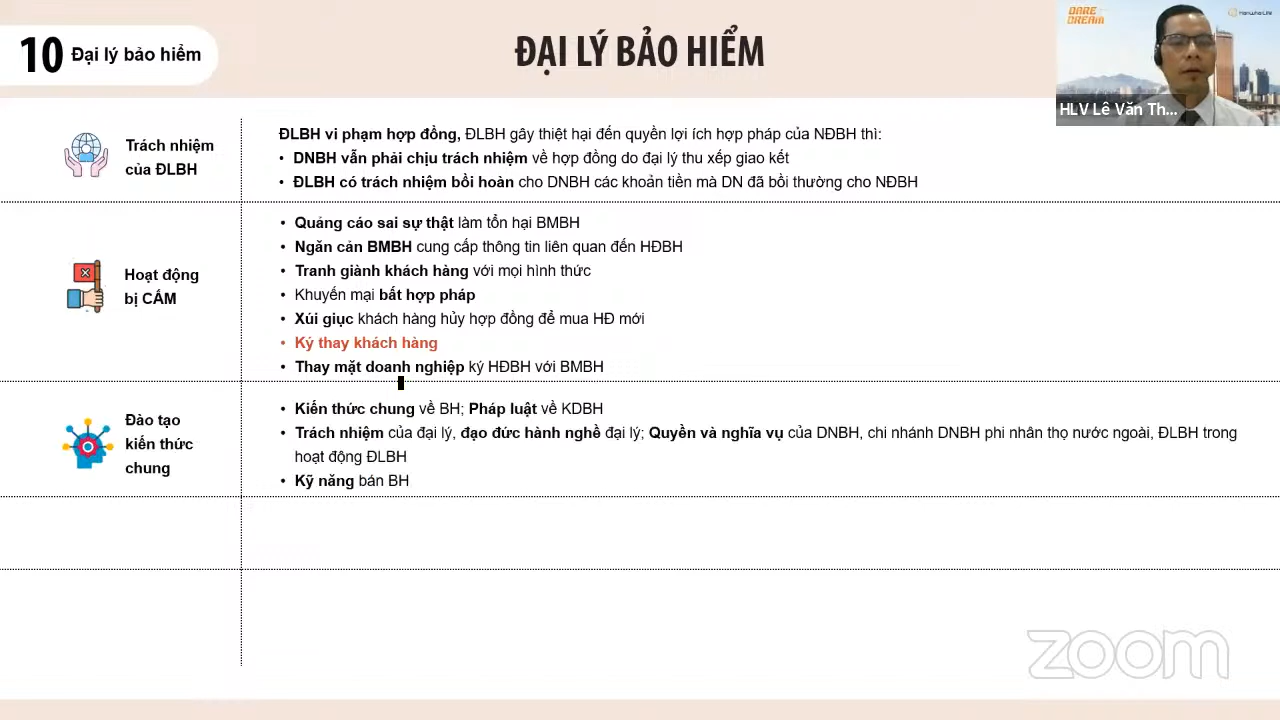 10 Đại lý bảo hiểm
ĐẠI LÝ BẢO HIỂM
DARE
DREAM
Hanwha Life
HLV Lê Văn Th...
Trách nhiệm
của ĐLBH
ĐLBH vi phạm hợp đồng, ĐLBH gây thiệt hại đến quyền lợi ích hợp pháp của NĐBH thì:
• DNBH vẫn phải chịu trách nhiệm về hợp đồng do đại lý thu xếp giao kết
• ĐLBH có trách nhiệm bồi hoàn cho DNBH các khoản tiền mà DN đã bồi thường cho NĐBH
Hoạt động
bị CẤM
• Quảng cáo sai sự thật làm tổn hại BMBH
• Ngăn cản BMBH cung cấp thông tin liên quan đến HĐBH
• Tranh giành khách hàng với mọi hình thức
• Khuyến mại bất hợp pháp
• Xúi giục khách hàng hủy hợp đồng để mua HĐ mới
• Ký thay khách hàng
• Thay mặt doanh nghiệp ký HĐBH với BMBH
Đào tạo
kiến thức
chung
• Kiến thức chung về BH; Pháp luật về KDBH
• Trách nhiệm của đại lý, đạo đức hành nghề đại lý; Quyền và nghĩa vụ của DNBH, chi nhánh DNBH phi nhân thọ nước ngoài, ĐLBH trong
hoạt động ĐLBH
• Kỹ năng bán BH
zoom